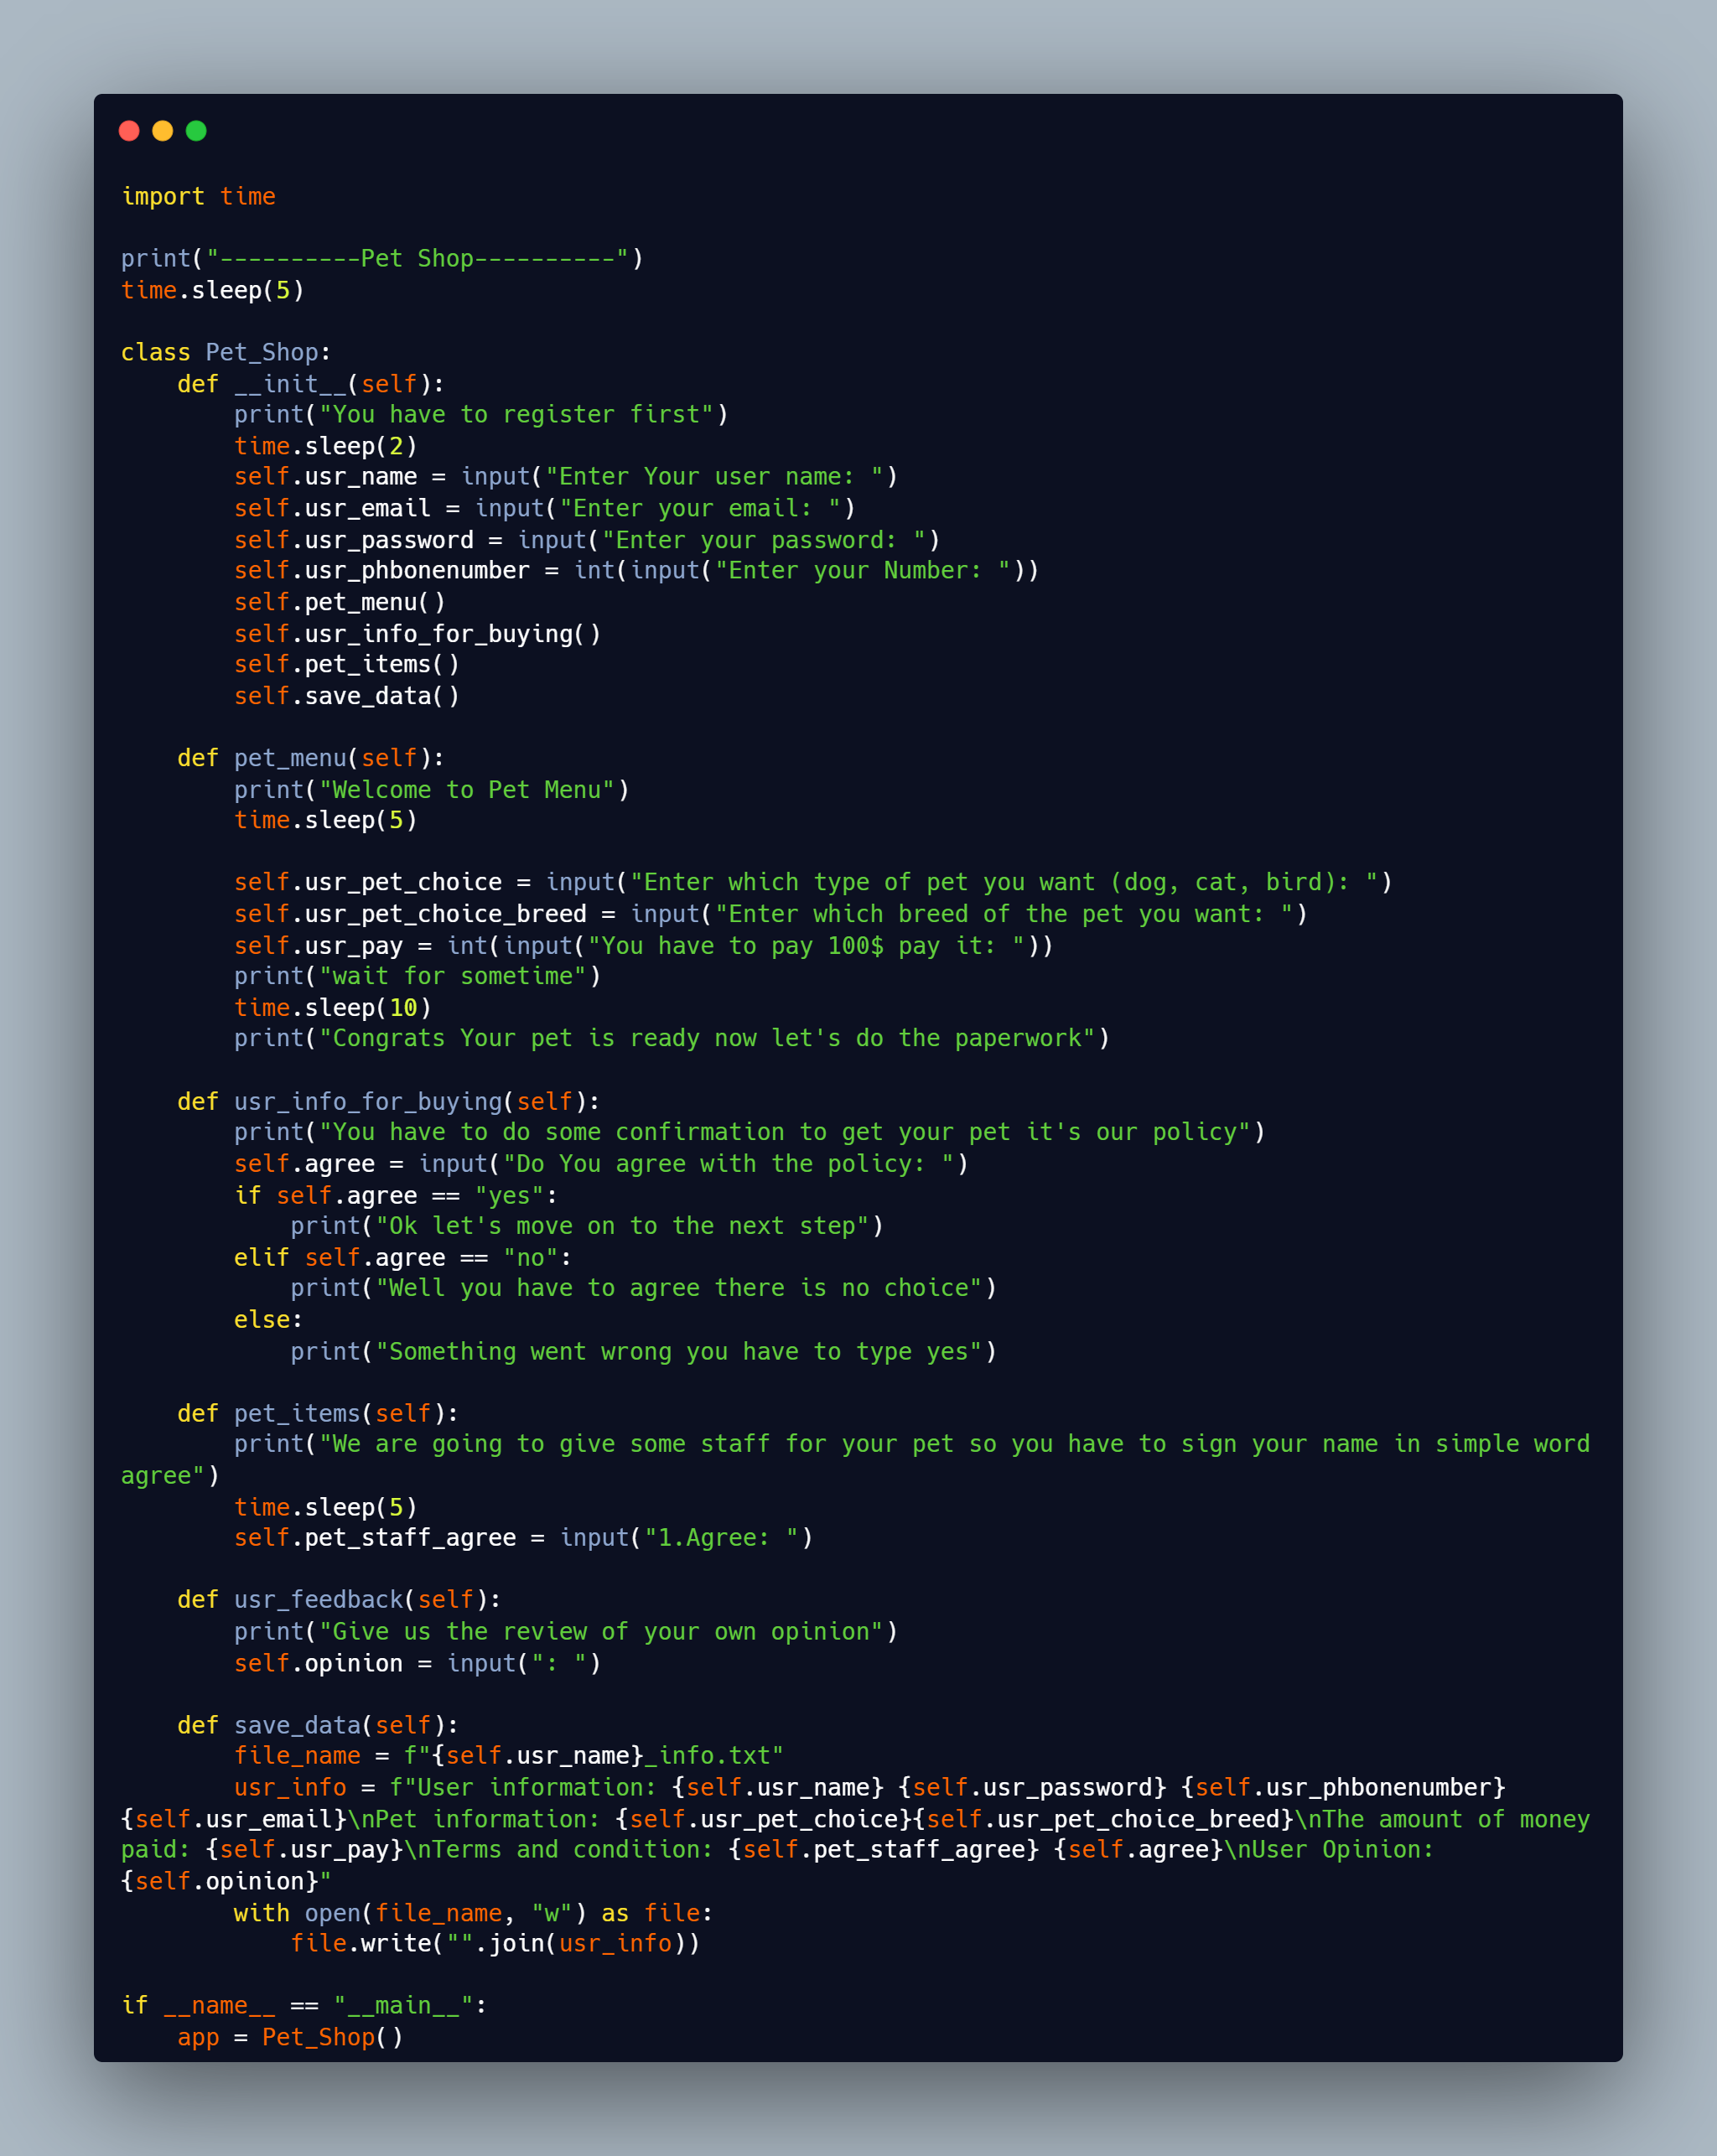 import time

print("----------Pet Shop----------")
time.sleep(5)

class Pet_Shop:
    def __init__(self):
        print("You have to register first")
        time.sleep(2)
        self.usr_name = input("Enter Your user name: ")
        self.usr_email = input("Enter your email: ")
        self.usr_password = input("Enter your password: ")
        self.usr_phbonenumber = int(input("Enter your Number: "))
        self.pet_menu()
        self.usr_info_for_buying()
        self.pet_items()
        self.save_data()

    def pet_menu(self):
        print("Welcome to Pet Menu")
        time.sleep(5)

        self.usr_pet_choice = input("Enter which type of pet you want (dog, cat, bird): ")
        self.usr_pet_choice_breed = input("Enter which breed of the pet you want: ")
        self.usr_pay = int(input("You have to pay 100$ pay it: "))
        print("wait for sometime")
        time.sleep(10)
        print("Congrats Your pet is ready now let's do the paperwork")

    def usr_info_for_buying(self):
        print("You have to do some confirmation to get your pet it's our policy")
        self.agree = input("Do You agree with the policy: ")
        if self.agree == "yes":
            print("Ok let's move on to the next step")
        elif self.agree == "no":
            print("Well you have to agree there is no choice")
        else:
            print("Something went wrong you have to type yes")

    def pet_items(self):
        print("We are going to give some staff for your pet so you have to sign your name in simple word
agree")
        time.sleep(5)
        self.pet_staff_agree = input("1.Agree: ")

    def usr_feedback(self):
        print("Give us the review of your own opinion")
        self.opinion = input(": ")

    def save_data(self):
        file_name = f"{self.usr_name}_info.txt"
        usr_info = f"User information: {self.usr_name} {self.usr_password} {self.usr_phbonenumber}
{self.usr_email}\nPet information: {self.usr_pet_choice}{self.usr_pet_choice_breed}\nThe amount of money
paid: {self.usr_pay}\nTerms and condition: {self.pet_staff_agree} {self.agree}\nUser Opinion:
{self.opinion}"
        with open(file_name, "w") as file:
            file.write("".join(usr_info))

if __name__ == "__main__":
    app = Pet_Shop()